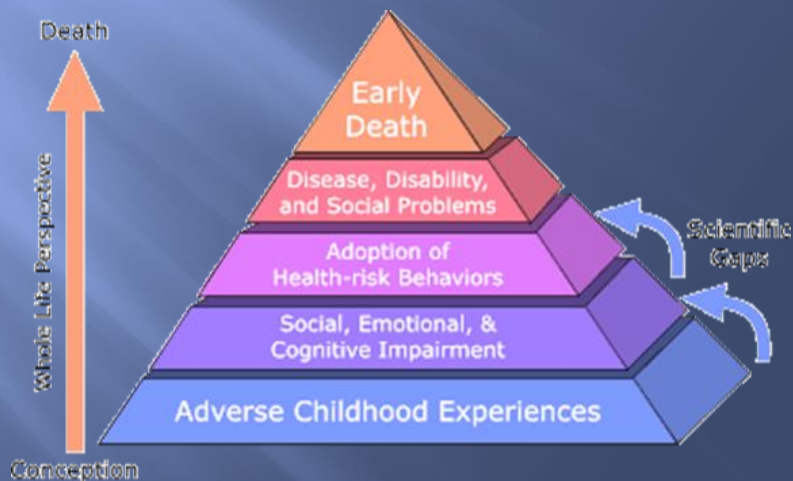 Death
Whole Life Perspective
Conception
Early
Death
Disease, Disability,
and Social Problems
Adoption of
Health-risk Behaviors
Social, Emotional, &
Cognitive Impairment
Adverse Childhood Experiences
Scientific
Gaps